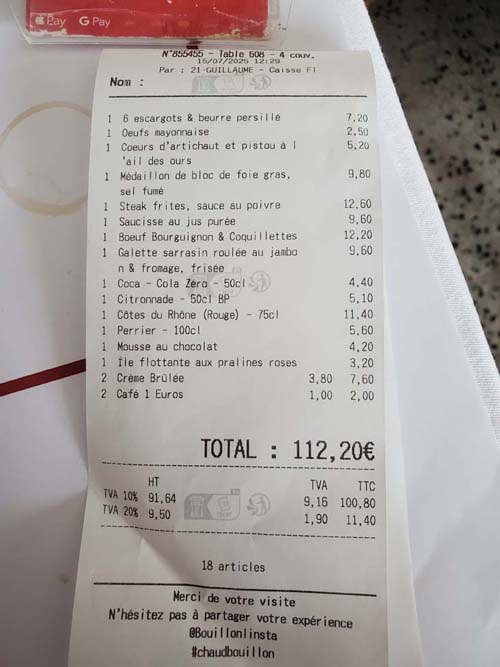 Pay G Pay
N°855455 - Table 608 - 4 couv.
15/07/2025 12:29
Par : 21-GUILLAUME - Caisse F1
Nom :
1 6 escargots & beurre persillé 7,20
1 Oeufs mayonnaise 2,50
1 Coeurs d'artichaut et pistou à l 5,20
'ail des ours
1 Médaillon de bloc de foie gras, 9,80
sel fumé
1 Steak frites, sauce au poivre 12,60
1 Saucisse au jus purée 9,60
1 Boeuf Bourguignon & Coquillettes 12,20
1 Galette sarrasin roulée au jambo 9,60
n & fromage, frisée
1 Coca - Cola Zéro - 50cl 4,40
1 Citronnade - 50cl BP 5,10
1 Côtes du Rhône (Rouge) - 75cl 11,40
1 Perrier - 100cl 5,60
1 Mousse au chocolat 4,20
1 Île flottante aux pralines roses 3,20
2 Crème Brûlée 3,80 7,60
2 Café 1 Euros 1,00 2,00
TOTAL : 112,20€
HT TVA TTC
TVA 10% 91,64 9,16 100,80
TVA 20% 9,50 1,90 11,40
18 articles
Merci de votre visite
N'hésitez pas à partager votre expérience
@Bouillonlinsta
#chaudbouillon